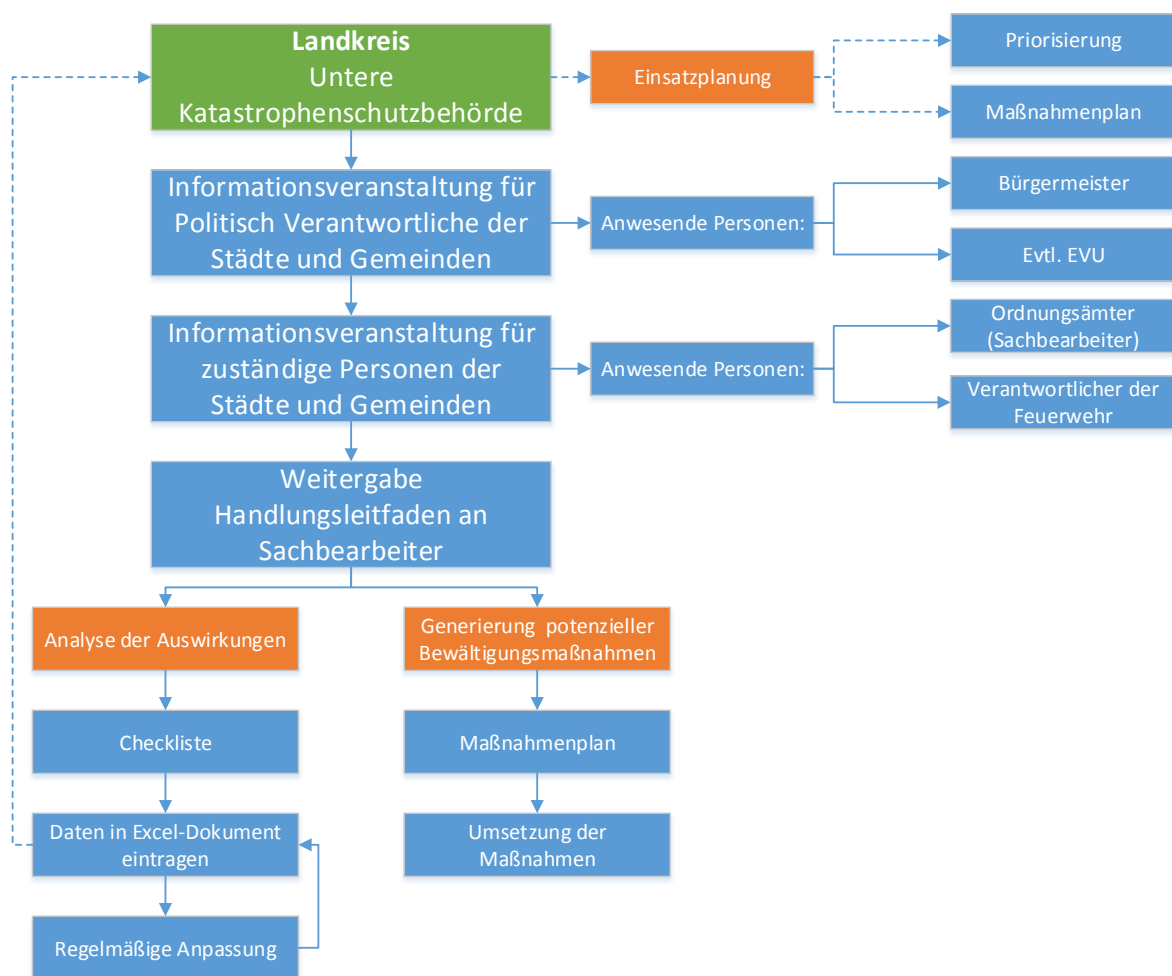 Landkreis
Untere
Katastrophenschutzbehörde
Einsatzplanung
Priorisierung
Maßnahmenplan
Informationsveranstaltung für
Politisch Verantwortliche der
Städte und Gemeinden
Anwesende Personen:
Bürgermeister
Evtl. EVU
Informationsveranstaltung für
zuständige Personen der
Städte und Gemeinden
Anwesende Personen:
Ordnungsämter
(Sachbearbeiter)
Verantwortlicher der
Feuerwehr
Weitergabe
Handlungsleitfaden an
Sachbearbeiter
Analyse der Auswirkungen
Checkliste
Daten in Excel-Dokument
eintragen
Regelmäßige Anpassung
Generierung potenzieller
Bewältigungsmaßnahmen
Maßnahmenplan
Umsetzung der
Maßnahmen